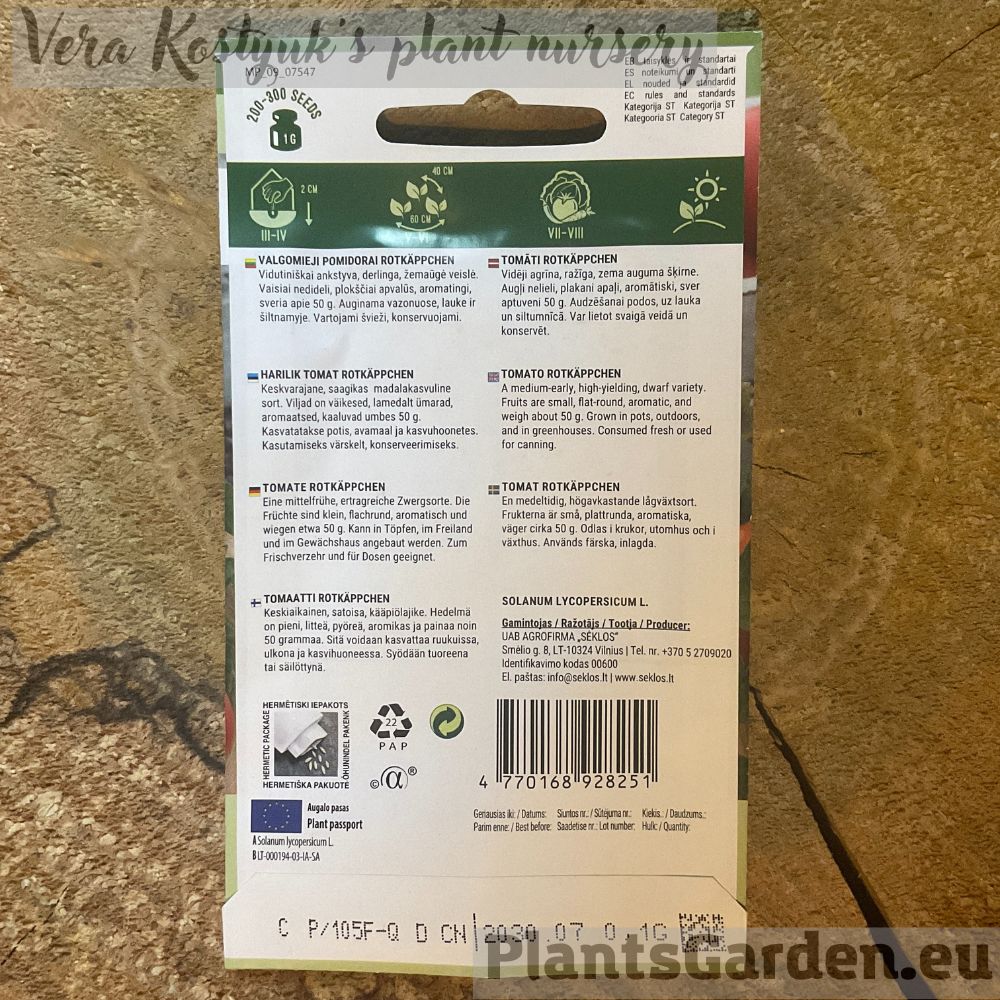 Vera Kostyuk's plant nursery
MP_09_07547
EB taisyklės ir standartai
ES noteikumi un standarti
EL nõuded ja standardid
EC rules and standards
Kategorija ST Kategorija ST
Kategooria ST Category ST
200-300 SEEDS
1G
2 CM
III-IV
40 CM
60 CM
VII-VIII
VALGOMIEJI POMIDORAI ROTKÄPPCHEN
Vidutiniškai ankstyva, derlinga, žemaūgė veislė.
Vaisiai nedideli, plokščiai apvalūs, aromatingi,
sveria apie 50 g. Auginama vazonuose, lauke ir
šiltnamyje. Vartojami švieži, konservuojami.
TOMĀTI ROTKÄPPCHEN
Vidēji agrīna, ražīga, zema auguma šķirne.
Augļi nelieli, plakani apaļi, aromātiski, sver
aptuveni 50 g. Audzēšanai podos, uz lauka
un siltumnīcā. Var lietot svaigā veidā un
konservēt.
HARILIK TOMAT ROTKÄPPCHEN
Keskvarajane, saagikas madalakasvuline
sort. Viljad on väikesed, lamedalt ümarad,
aromaatsed, kaaluvad umbes 50 g.
Kasvatatakse potis, avamaal ja kasvuhoonetes.
Kasutamiseks värskelt, konserveerimiseks.
TOMATO ROTKÄPPCHEN
A medium-early, high-yielding, dwarf variety.
Fruits are small, flat-round, aromatic, and
weigh about 50 g. Grown in pots, outdoors,
and in greenhouses. Consumed fresh or used
for canning.
TOMATE ROTKÄPPCHEN
Eine mittelfrühe, ertragreiche Zwergsorte. Die
Früchte sind klein, flachrund, aromatisch und
wiegen etwa 50 g. Kann in Töpfen, im Freiland
und im Gewächshaus angebaut werden. Zum
Frischverzehr und für Dosen geeignet.
TOMAT ROTKÄPPCHEN
En medeltidig, högavkastande lågväxtsort.
Frukterna är små, plattrunda, aromatiska,
väger cirka 50 g. Odlas i krukor, utomhus och i
växthus. Används färska, inlagda.
TOMAATTI ROTKÄPPCHEN
Keskiaikainen, satoisa, kääpiölajike. Hedelmä
on pieni, litteä, pyöreä, aromikas ja painaa noin
50 grammaa. Sitä voidaan kasvattaa ruukuissa,
ulkona ja kasvihuoneessa. Syödään tuoreena
tai säilöttynä.
SOLANUM LYCOPERSICUM L.
Gamintojas / Ražotājs / Tootja / Producer:
UAB AGROFIRMA „SĖKLOS"
Smėlio g. 8, LT-10324 Vilnius | Tel. nr. +370 5 2709020
Identifikavimo kodas 00600
El. paštas: info@seklos.lt | www.seklos.lt
HERMĒTISKI IEPAKOTS
HERMETIC PACKAGE
ÕHUKINDEL PAKEND
HERMETIŠKA PAKUOTĖ
22
PAP
©α®
4 770168 928251
Augalo pasas
Plant passport
A Solanum lycopersicum L.
B LT-000194-03-IA-SA
Geriausias iki: / Datums: Siuntos nr.: / Sūtījuma nr.: Kiekis.: / Daudzums.:
Parim enne: / Best before: Saadetise nr.: Lot number: Hulk: / Quantity:
C P/105F-Q D CN 2030 07 0.1G
PlantsGarden.eu